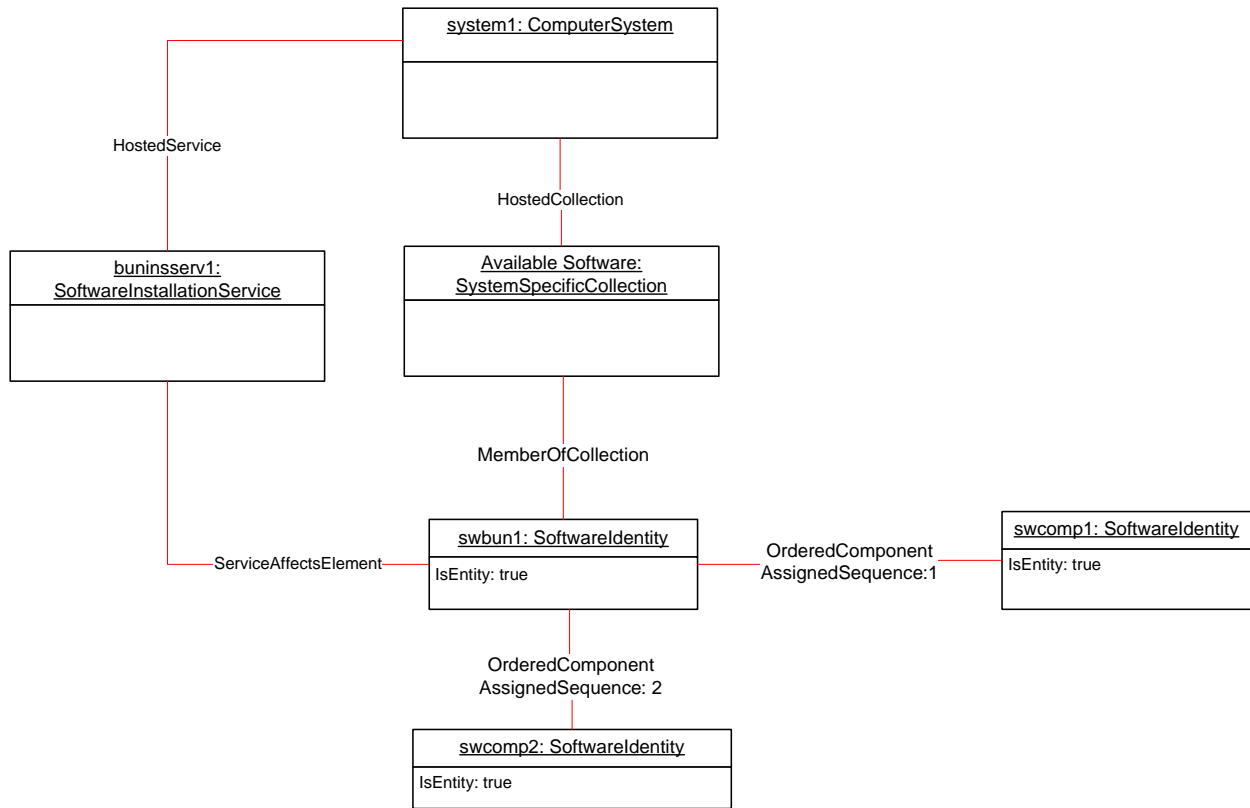 system1: ComputerSystem
HostedService
HostedCollection
buninsserv1:
SoftwareInstallationService
Available Software:
SystemSpecificCollection
MemberOfCollection
swbun1: SoftwareIdentity
IsEntity: true
ServiceAffectsElement
OrderedComponent
AssignedSequence:1
swcomp1: SoftwareIdentity
IsEntity: true
OrderedComponent
AssignedSequence: 2
swcomp2: SoftwareIdentity
IsEntity: true